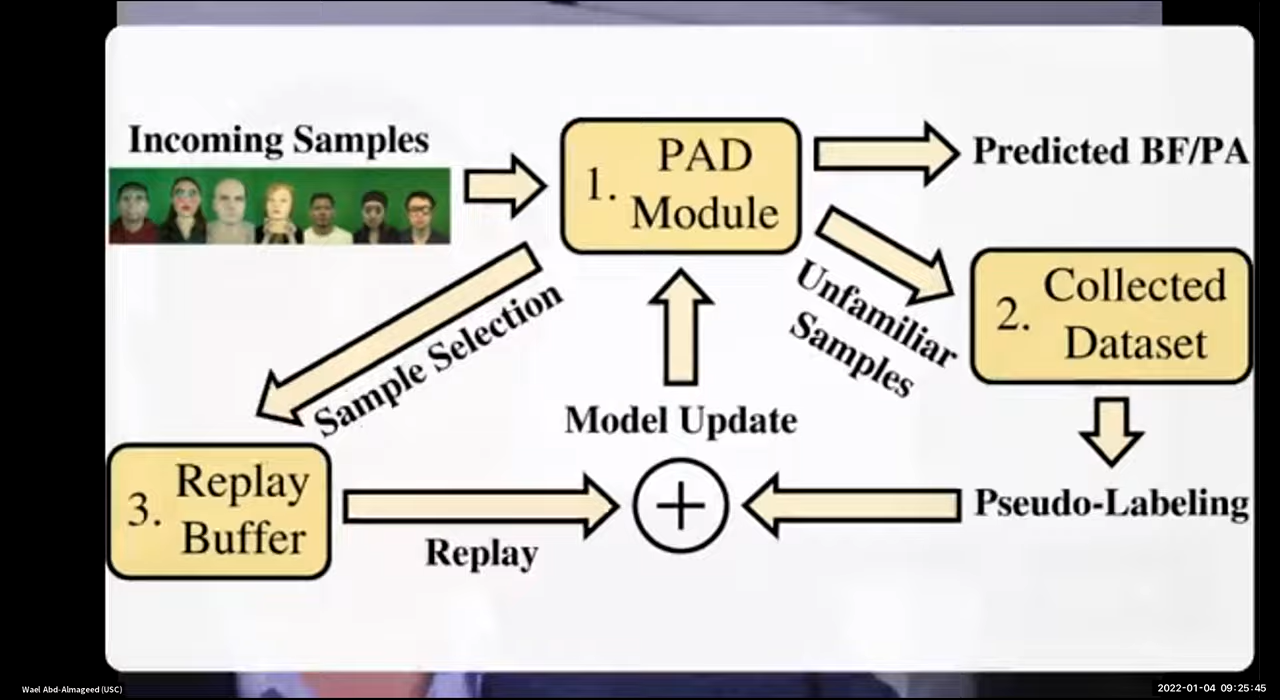 Incoming Samples
1. PAD
Module
Predicted BF/PA
Sample Selection
Unfamiliar
Samples
2. Collected
Dataset
Model Update
3. Replay
Buffer
Replay
Pseudo-Labeling
Wael Abd-Almageed (USC)
2022-01-04 09:25:45